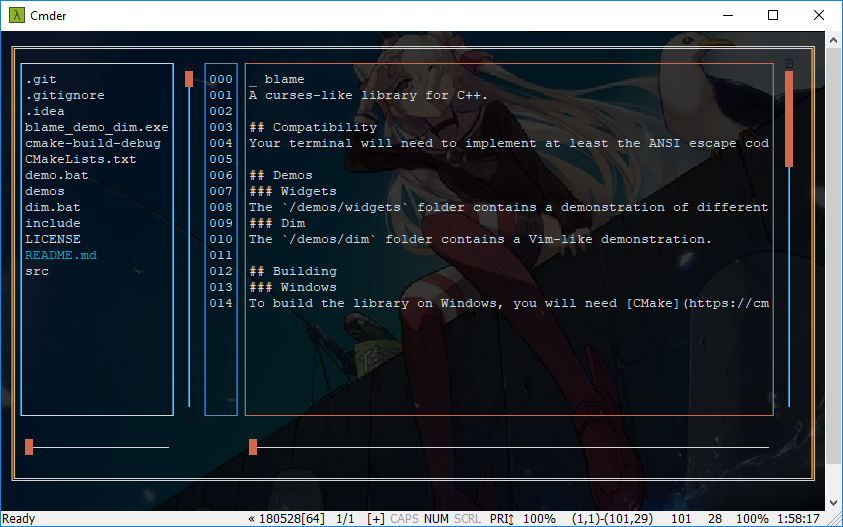 λ Cmder
.git
.gitignore
.idea
blame_demo_dim.exe
cmake-build-debug
CMakeLists.txt
demo.bat
demos
dim.bat
include
LICENSE
README.md
src
000 _ blame
001 A curses-like library for C++.
002
003 ## Compatibility
004 Your terminal will need to implement at least the ANSI escape cod
005
006 ## Demos
007 ### Widgets
008 The `/demos/widgets` folder contains a demonstration of different
009 ### Dim
010 The `/demos/dim` folder contains a Vim-like demonstration.
011
012 ## Building
013 ### Windows
014 To build the library on Windows, you will need [CMake](https://cm
Ready « 180528[64] 1/1 [+] CAPS NUM SCRL PRI↕ 100% (1,1)-(101,29) 101 28 100% 1:58:17